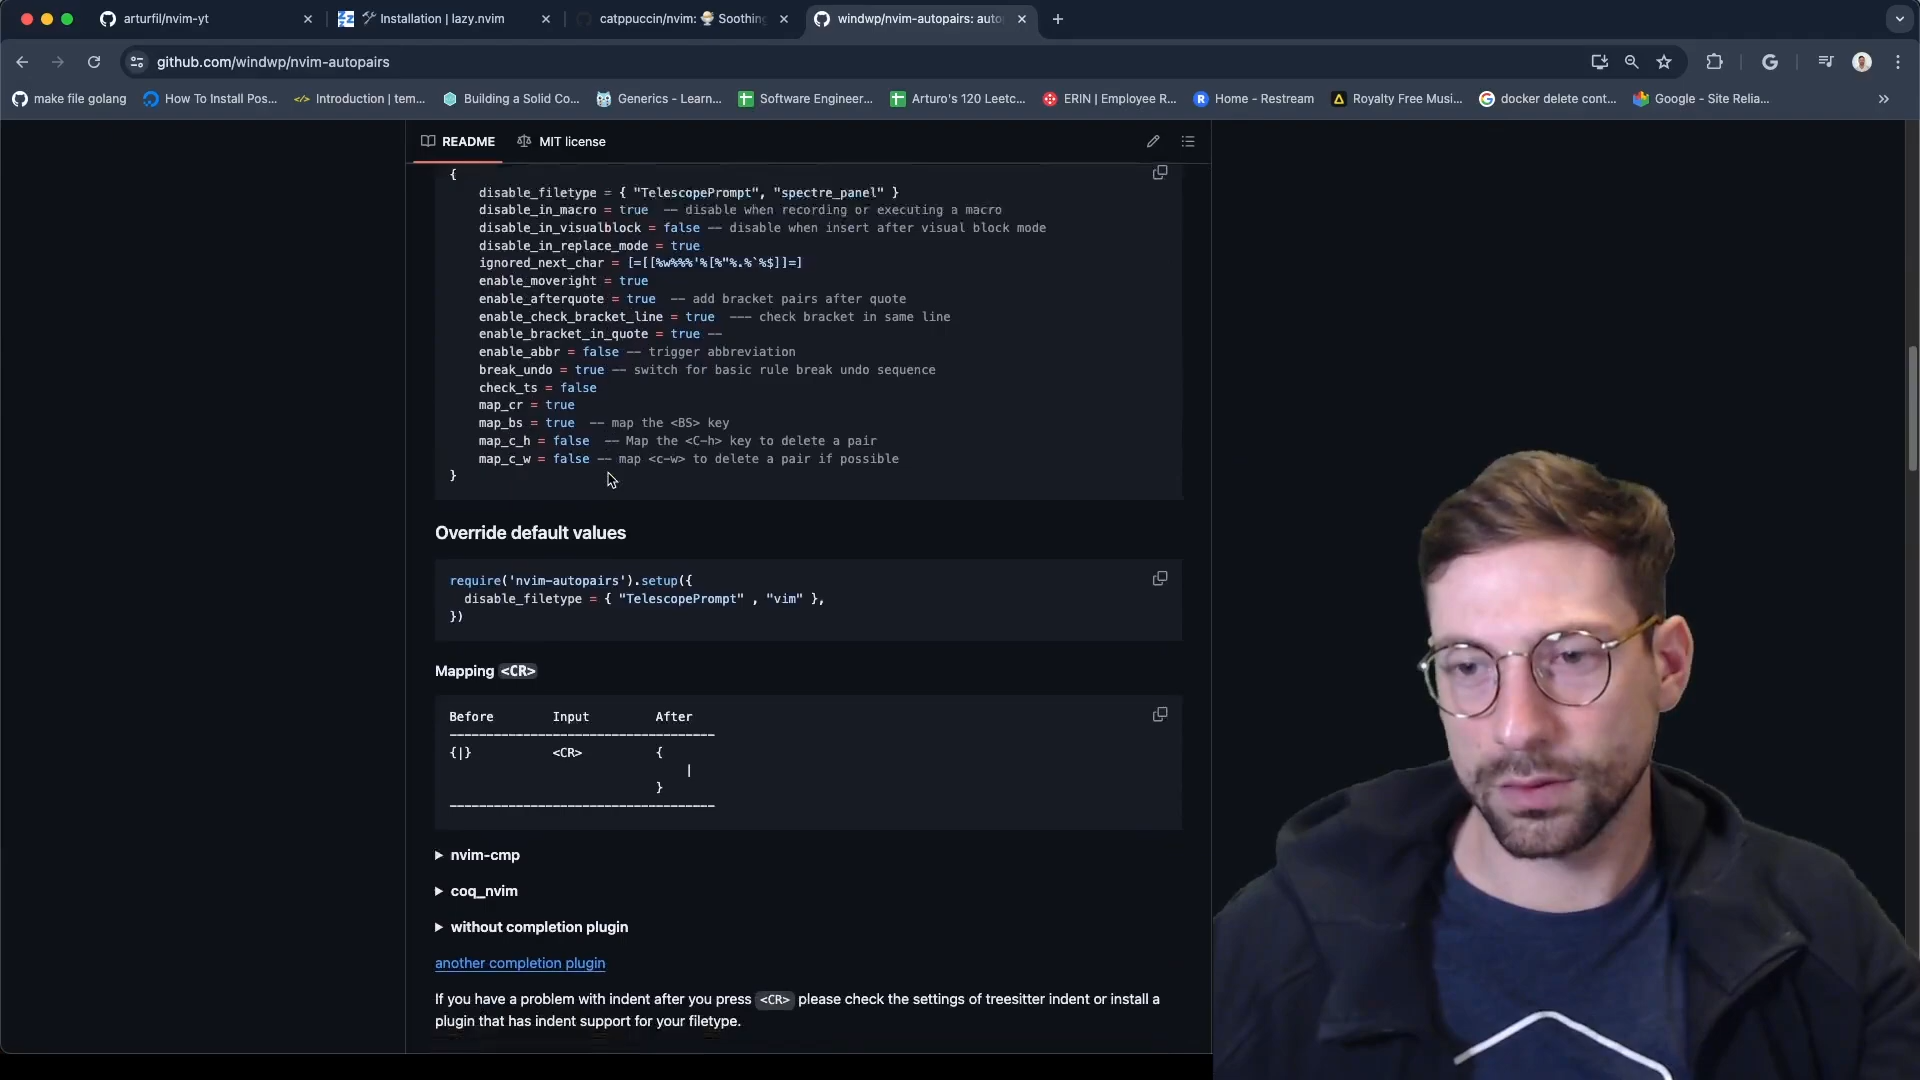 arturfil/nvim-yt
Installation | lazy.nvim
catppuccin/nvim: Soothing
windwp/nvim-autopairs: auto
github.com/windwp/nvim-autopairs
make file golang
How To Install Pos...
Introduction | tem...
Building a Solid Co...
Generics - Learn...
Software Engineer...
Arturo's 120 Leetc...
ERIN | Employee R...
Home - Restream
Royalty Free Musi...
docker delete cont...
Google - Site Relia...
README
MIT license
{
disable_filetype = { "TelescopePrompt", "spectre_panel" }
disable_in_macro = true -- disable when recording or executing a macro
disable_in_visualblock = false -- disable when insert after visual block mode
disable_in_replace_mode = true
ignored_next_char = [=[[%w%%%'%[%"%.%`%$]]=]
enable_moveright = true
enable_afterquote = true -- add bracket pairs after quote
enable_check_bracket_line = true --- check bracket in same line
enable_bracket_in_quote = true --
enable_abbr = false -- trigger abbreviation
break_undo = true -- switch for basic rule break undo sequence
check_ts = false
map_cr = true
map_bs = true -- map the <BS> key
map_c_h = false -- Map the <C-h> key to delete a pair
map_c_w = false -- map <c-w> to delete a pair if possible
}
Override default values
require('nvim-autopairs').setup({
disable_filetype = { "TelescopePrompt" , "vim" },
})
Mapping <CR>
Before Input After
------------------------------------
{|} <CR> {
|
}
------------------------------------
nvim-cmp
coq_nvim
without completion plugin
another completion plugin
If you have a problem with indent after you press <CR> please check the settings of treesitter indent or install a
plugin that has indent support for your filetype.